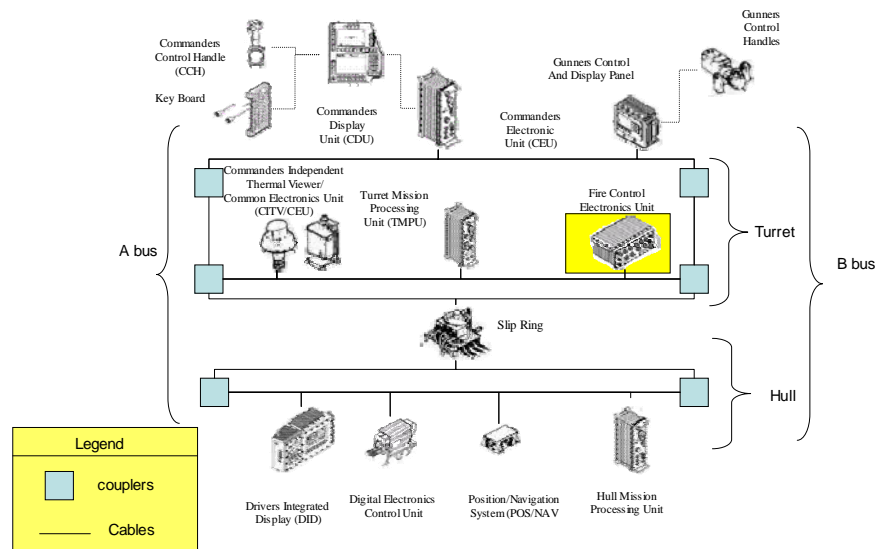 Commanders
Control Handle
(CCH)
Key Board
Commanders
Display
Unit (CDU)
Commanders
Electronic
Unit (CEU)
Gunners Control
And Display Panel
Gunners
Control
Handles
Commanders Independent
Thermal Viewer/
Common Electronics Unit
(CITV/CEU)
Turret Mission
Processing
Unit (TMPU)
Fire Control
Electronics Unit
A bus
Turret
B bus
Slip Ring
Hull
Legend
couplers
Cables
Drivers Integrated
Display (DID)
Digital Electronics
Control Unit
Position/Navigation
System (POS/NAV
Hull Mission
Processing Unit